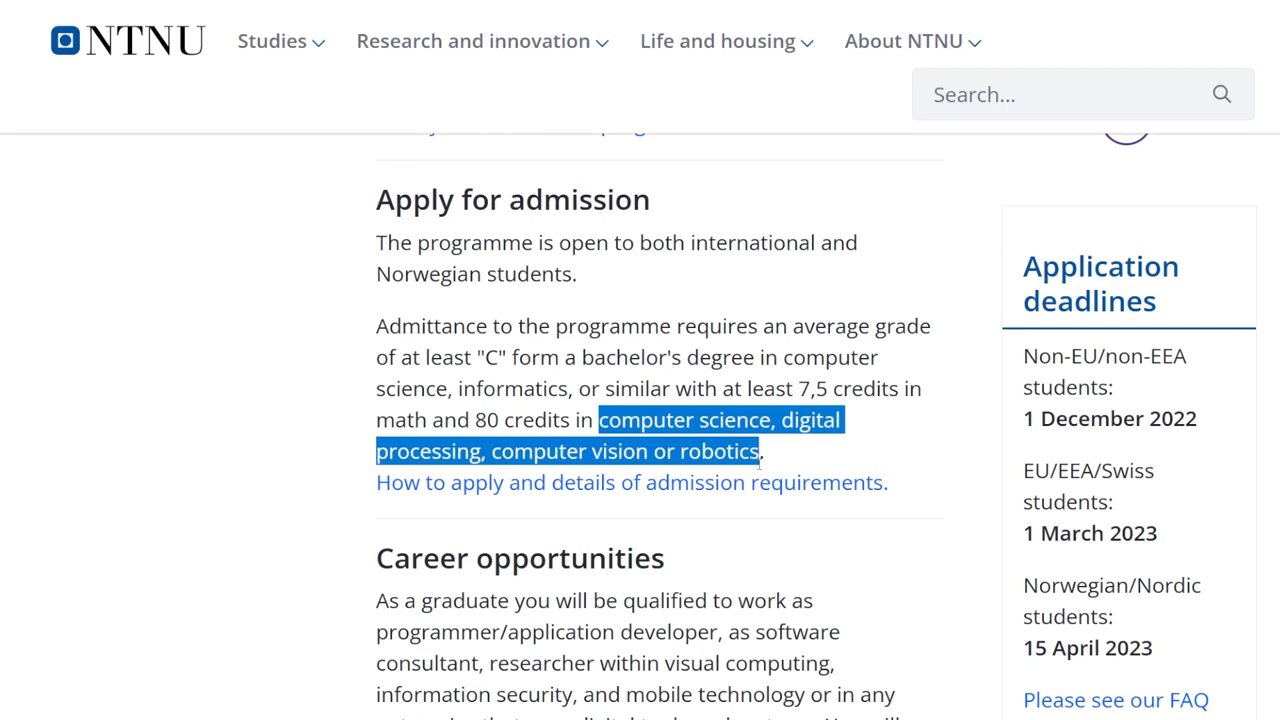 NTNU
Studies
Research and innovation
Life and housing
About NTNU
Search...
Apply for admission
The programme is open to both international and
Norwegian students.
Admittance to the programme requires an average grade
of at least "C" form a bachelor's degree in computer
science, informatics, or similar with at least 7,5 credits in
math and 80 credits in computer science, digital
processing, computer vision or robotics.
How to apply and details of admission requirements.
Career opportunities
As a graduate you will be qualified to work as
programmer/application developer, as software
consultant, researcher within visual computing,
information security, and mobile technology or in any
Application
deadlines
Non-EU/non-EEA
students:
1 December 2022
EU/EEA/Swiss
students:
1 March 2023
Norwegian/Nordic
students:
15 April 2023
Please see our FAQ